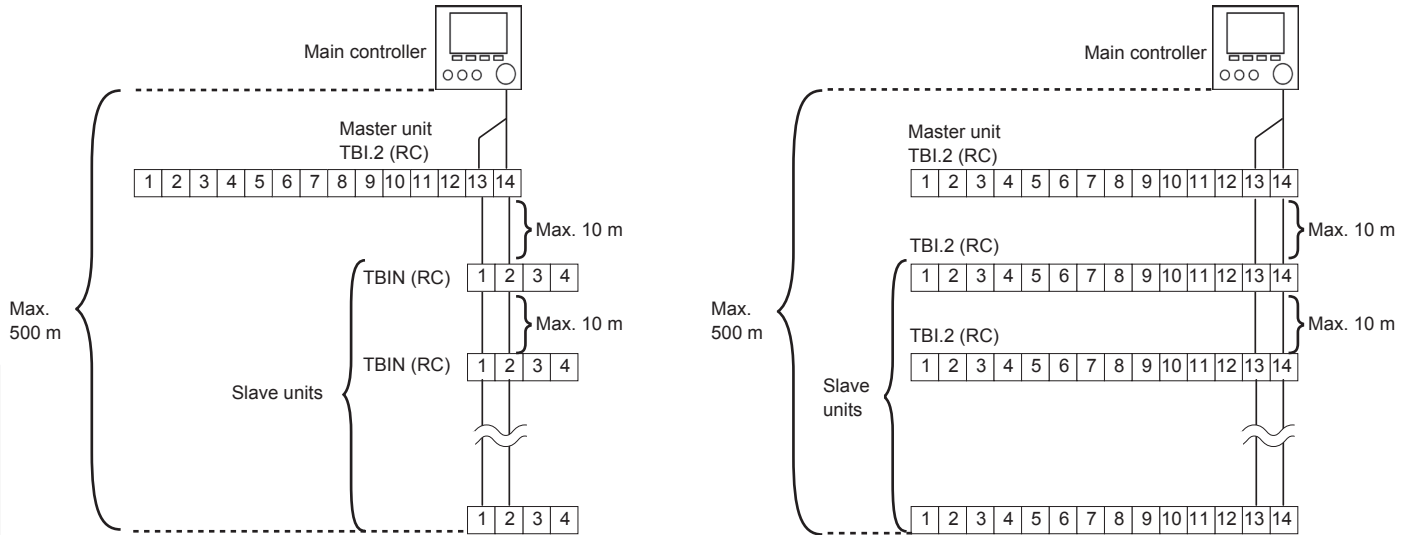 Main controller
Master unit
TBI.2 (RC)
1 2 3 4 5 6 7 8 9 10 11 12 13 14
Max. 10 m
TBIN (RC)
1 2 3 4
Max. 10 m
TBIN (RC)
1 2 3 4
Max.
500 m
Slave units
1 2 3 4
Main controller
Master unit
TBI.2 (RC)
1 2 3 4 5 6 7 8 9 10 11 12 13 14
Max. 10 m
TBI.2 (RC)
1 2 3 4 5 6 7 8 9 10 11 12 13 14
Max. 10 m
TBI.2 (RC)
1 2 3 4 5 6 7 8 9 10 11 12 13 14
Max.
500 m
Slave
units
1 2 3 4 5 6 7 8 9 10 11 12 13 14